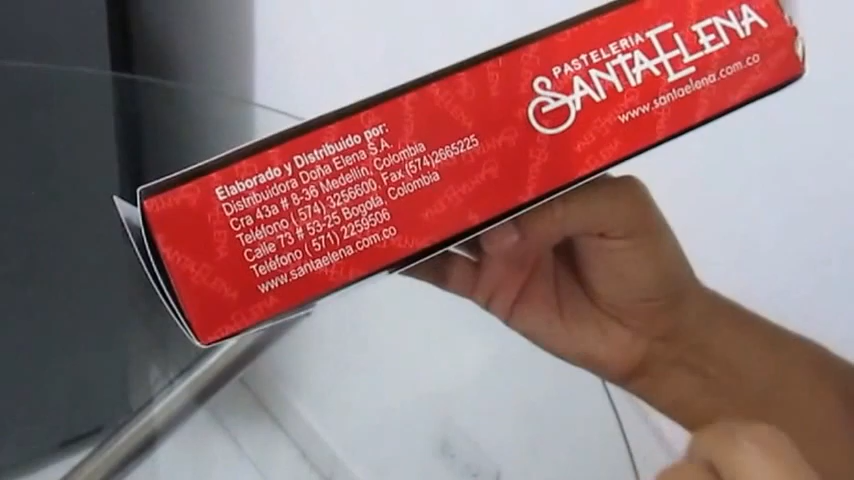 PASTELERIA
SANTAELENA
www.santaelena.com.co
Elaborado y Distribuido por:
Distribuidora Doña Elena S.A.
Cra 43a # 8-36 Medellín, Colombia
Teléfono (574) 3256600, Fax (574)2665225
Calle 73 # 53-25 Bogotá, Colombia
Teléfono (571) 2259506
www.santaelena.com.co